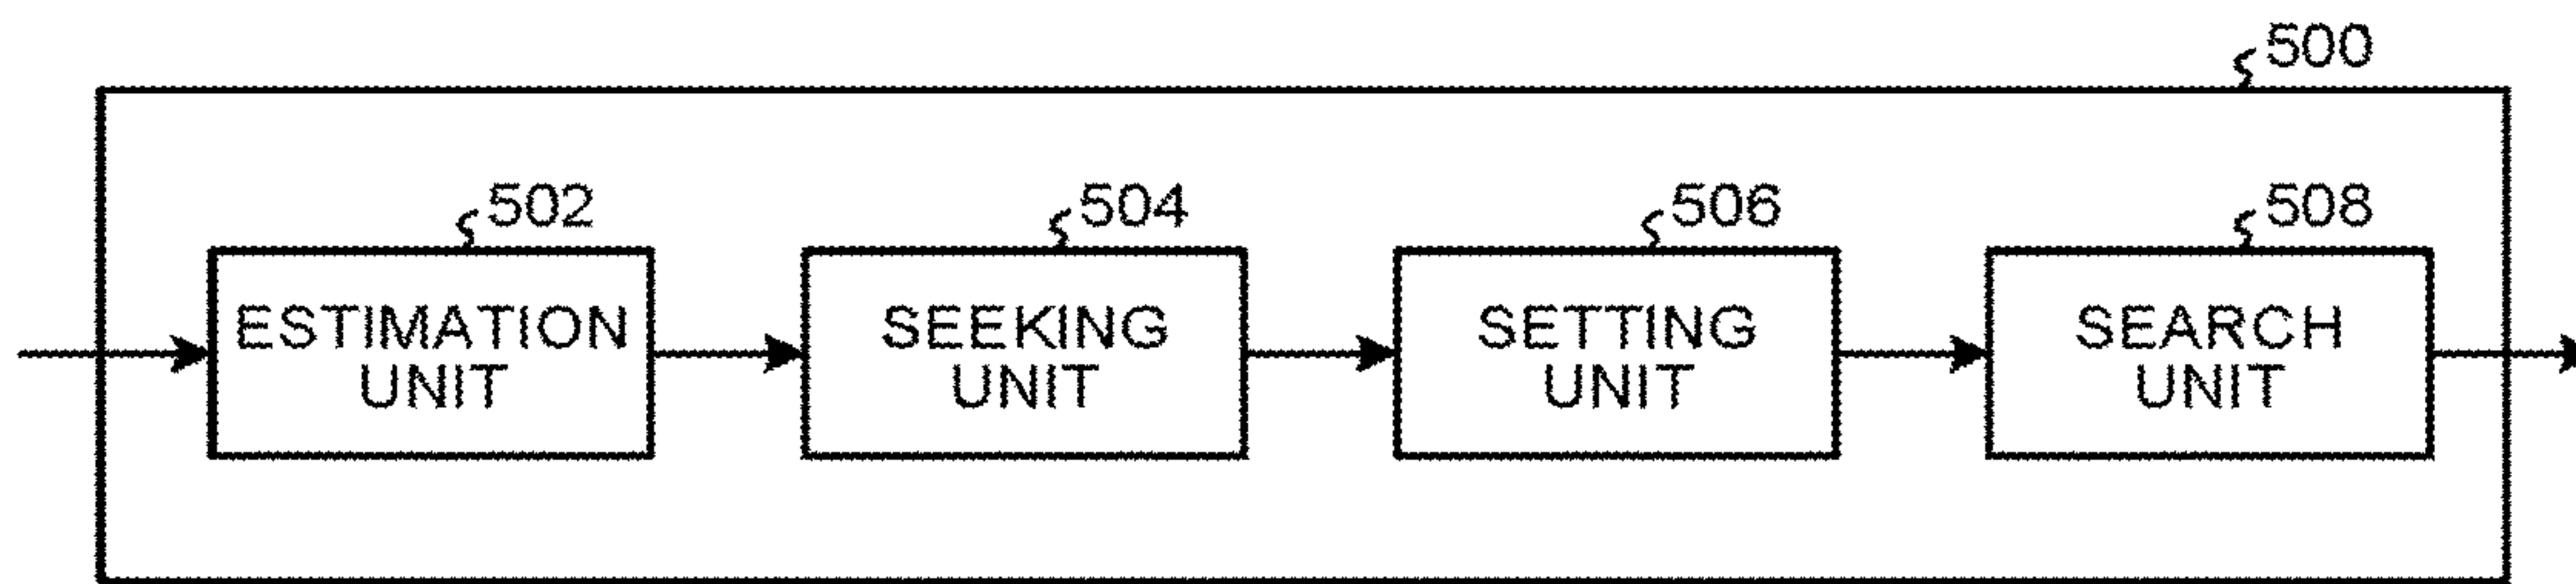 500
502
504
506
508
ESTIMATION
UNIT
SEEKING
UNIT
SETTING
UNIT
SEARCH
UNIT